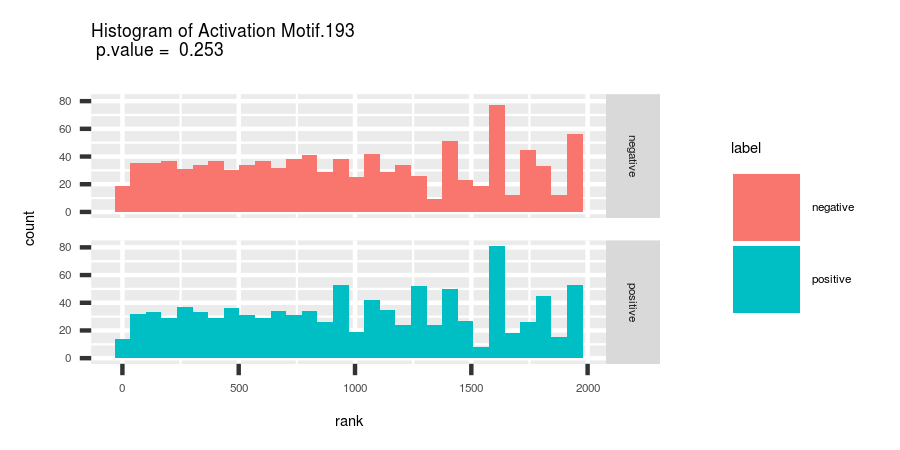 Histogram of Activation Motif.193
p.value = 0.253
count
80
60
40
20
0
negative
80
60
40
20
0
positive
0 500 1000 1500 2000
rank
label
negative
positive